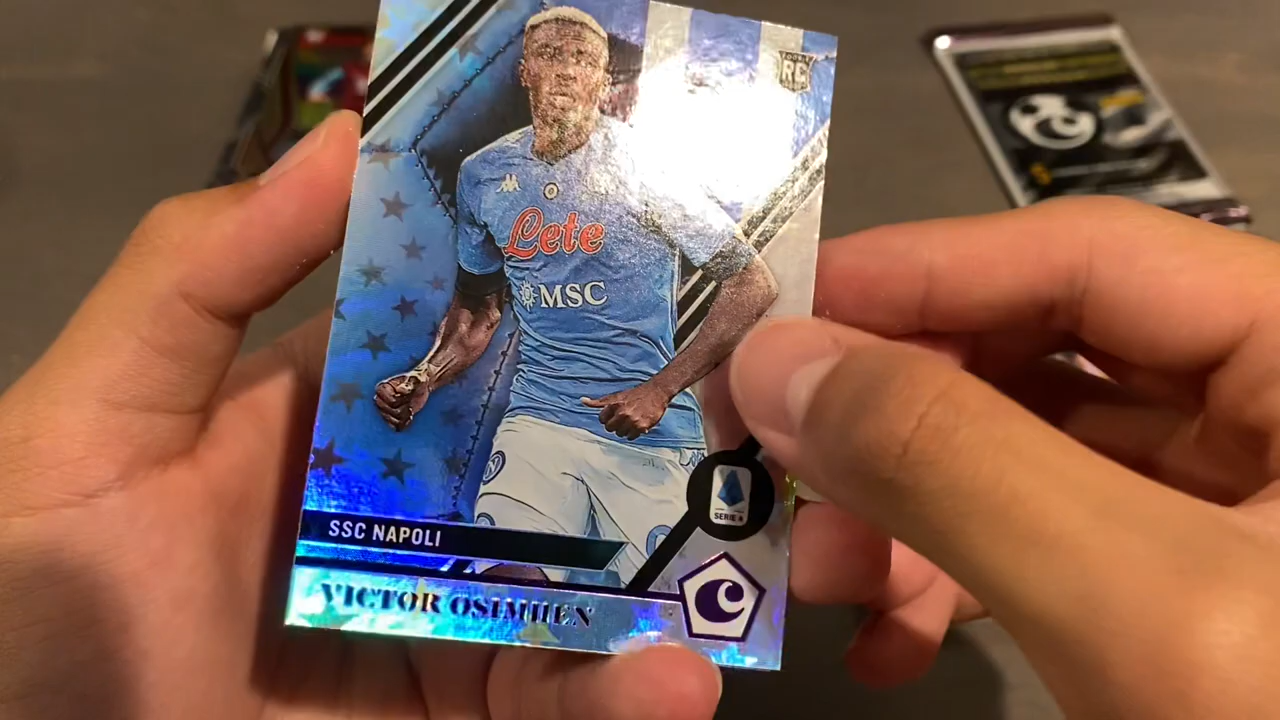 RC
Lete
MSC
SERIE A
SSC NAPOLI
VICTOR OSIMHEN